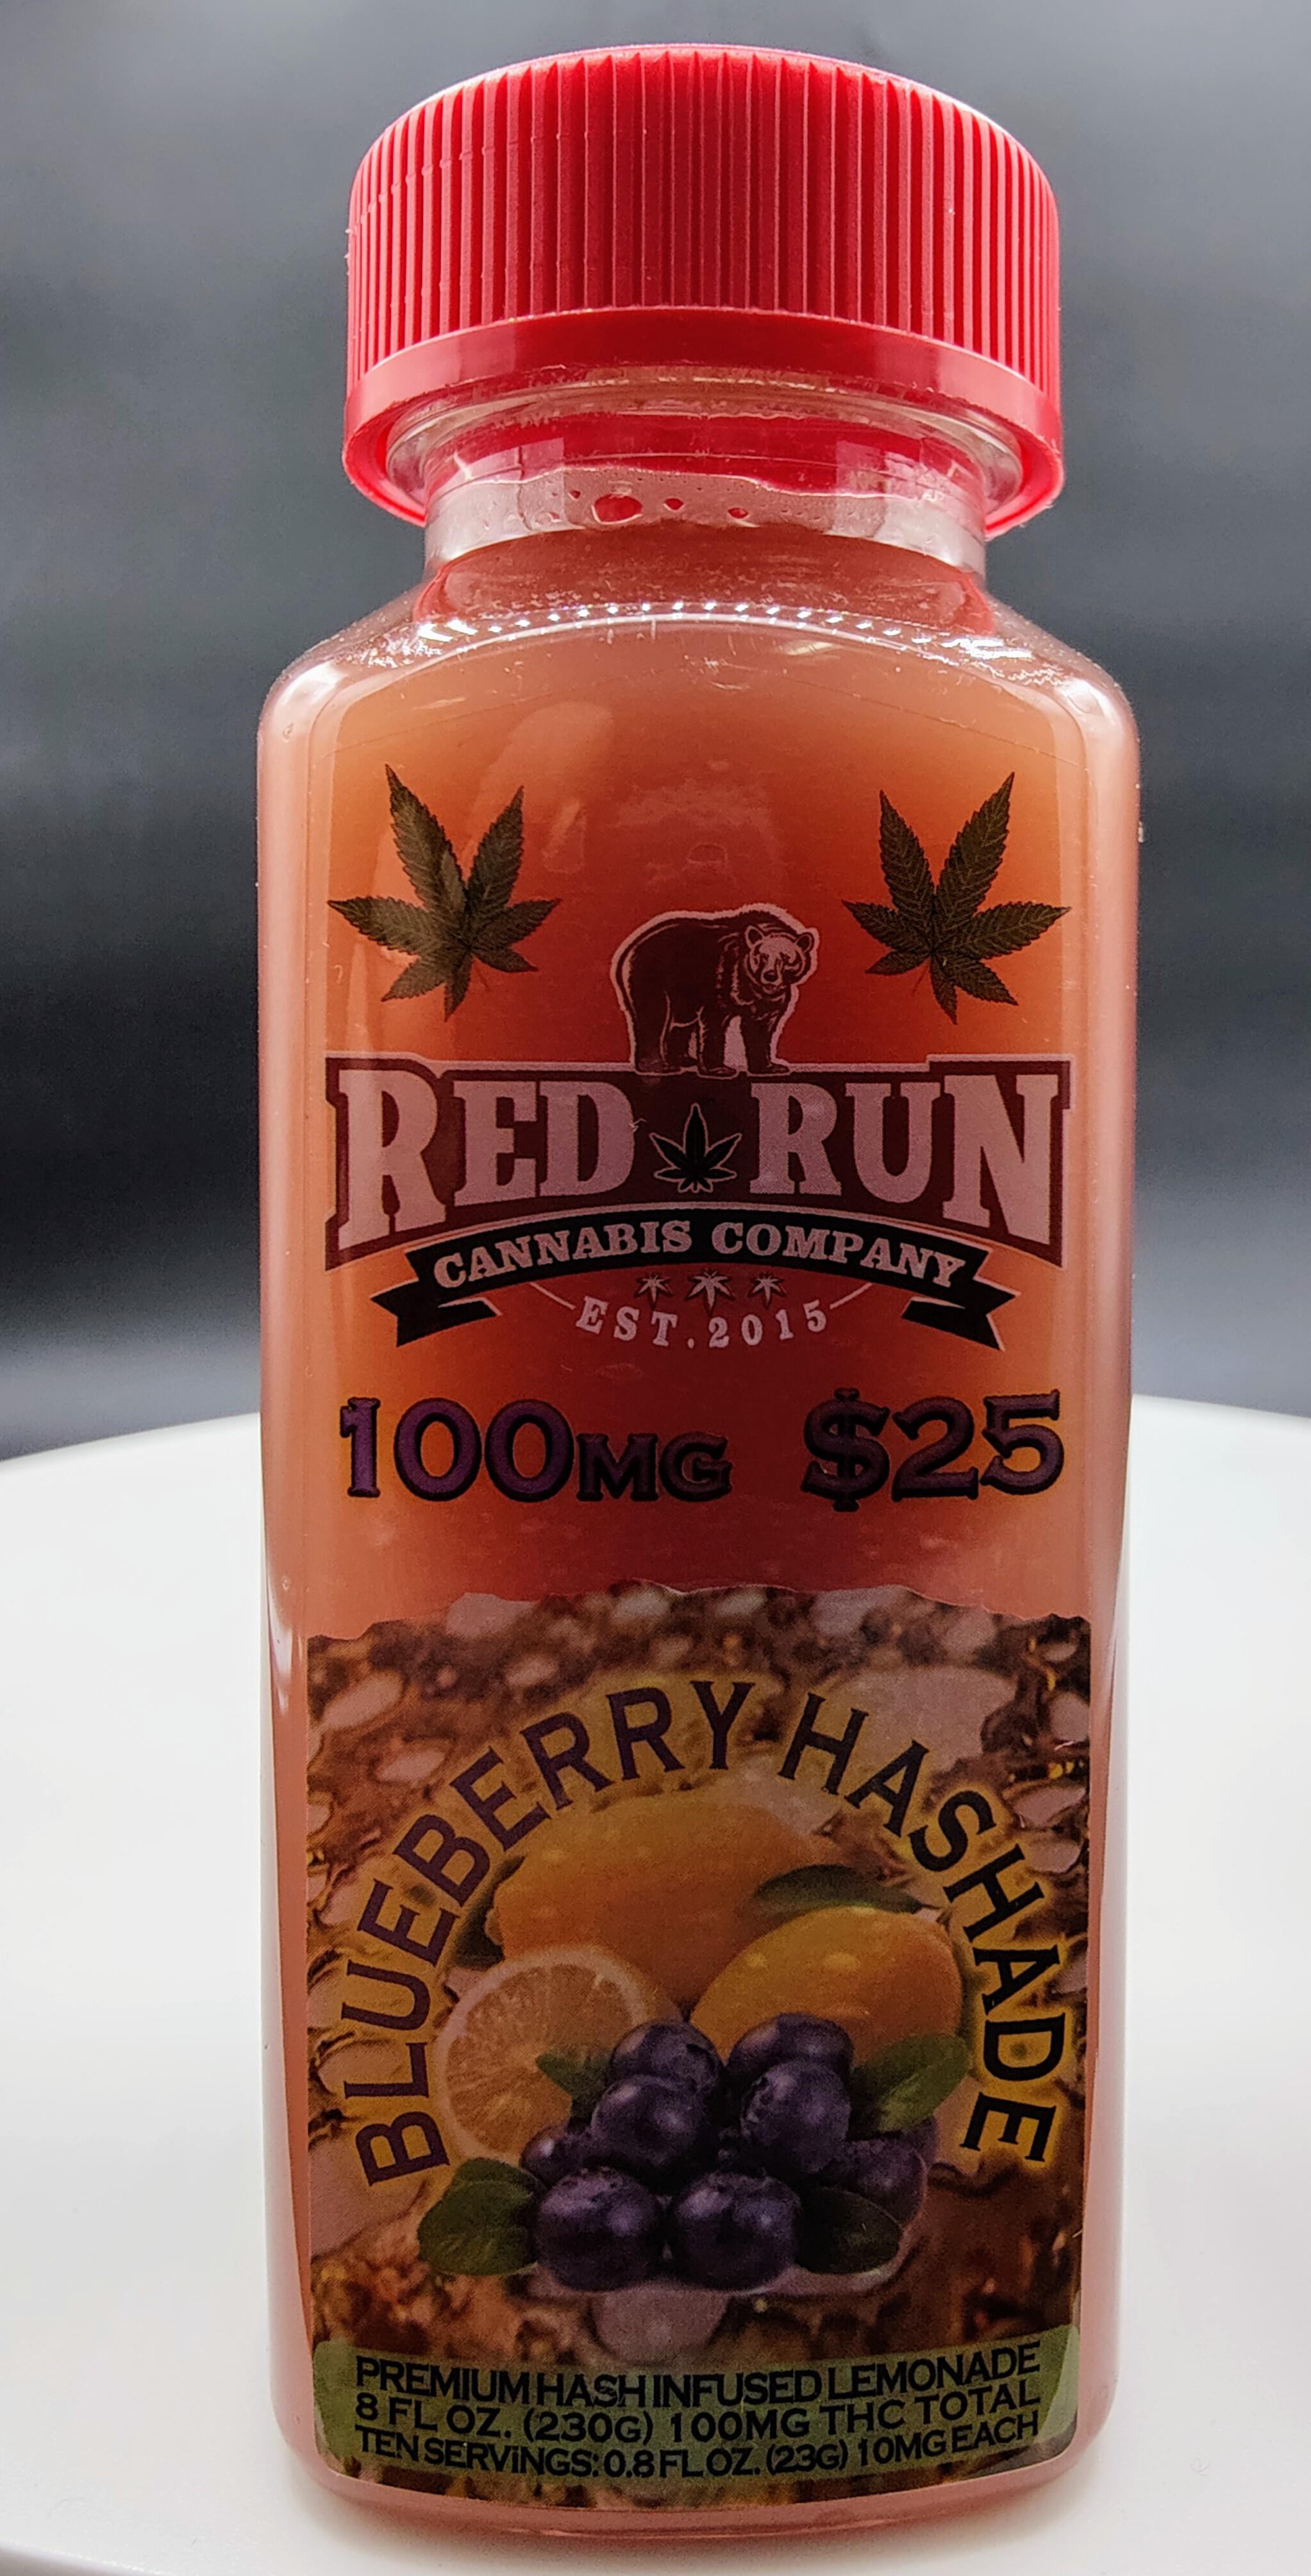 RED RUN
CANNABIS COMPANY
EST. 2015
100MG $25
BLUEBERRY HASHADE
PREMIUM HASH INFUSED LEMONADE
8 FL OZ. (230G) 100MG THC TOTAL
TEN SERVINGS: 0.8 FL OZ. (23G) 10MG EACH